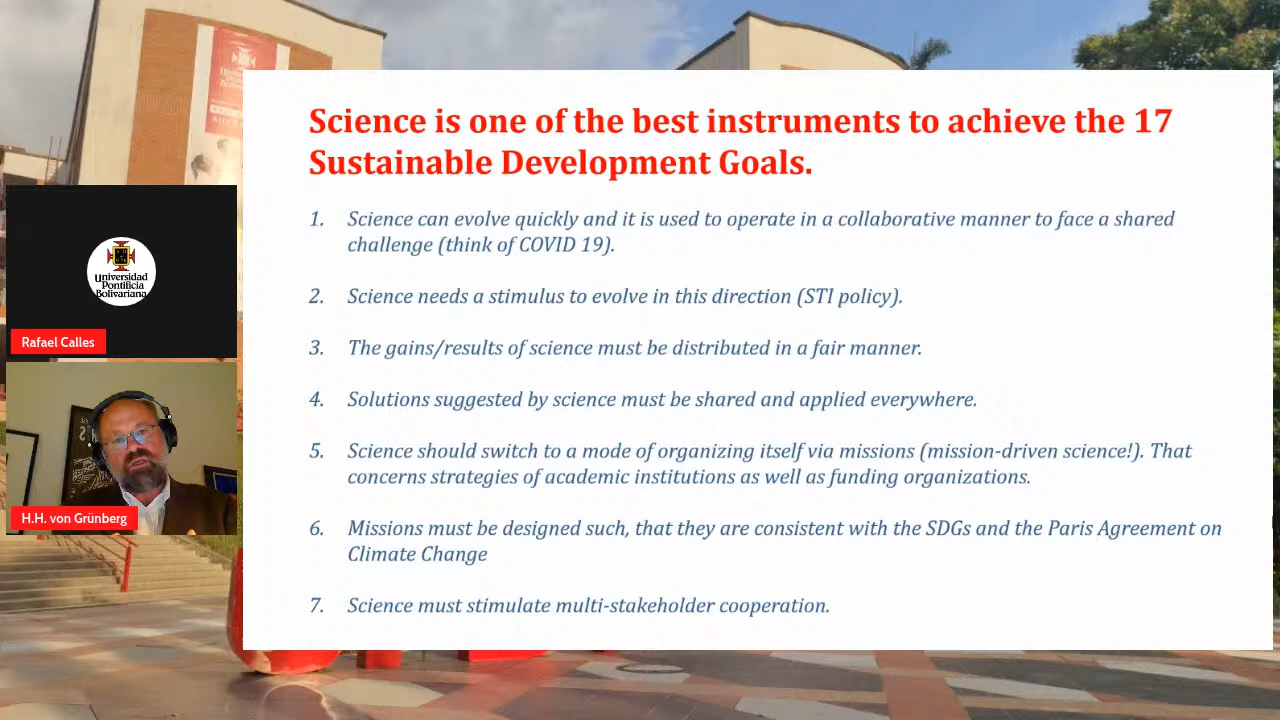 Science is one of the best instruments to achieve the 17
Sustainable Development Goals.
1. Science can evolve quickly and it is used to operate in a collaborative manner to face a shared
challenge (think of COVID 19).
2. Science needs a stimulus to evolve in this direction (STI policy).
3. The gains/results of science must be distributed in a fair manner.
4. Solutions suggested by science must be shared and applied everywhere.
5. Science should switch to a mode of organizing itself via missions (mission-driven science!). That
concerns strategies of academic institutions as well as funding organizations.
6. Missions must be designed such, that they are consistent with the SDGs and the Paris Agreement on
Climate Change
7. Science must stimulate multi-stakeholder cooperation.
Universidad
Pontificia
Bolivariana
Rafael Calles
H.H. von Grünberg